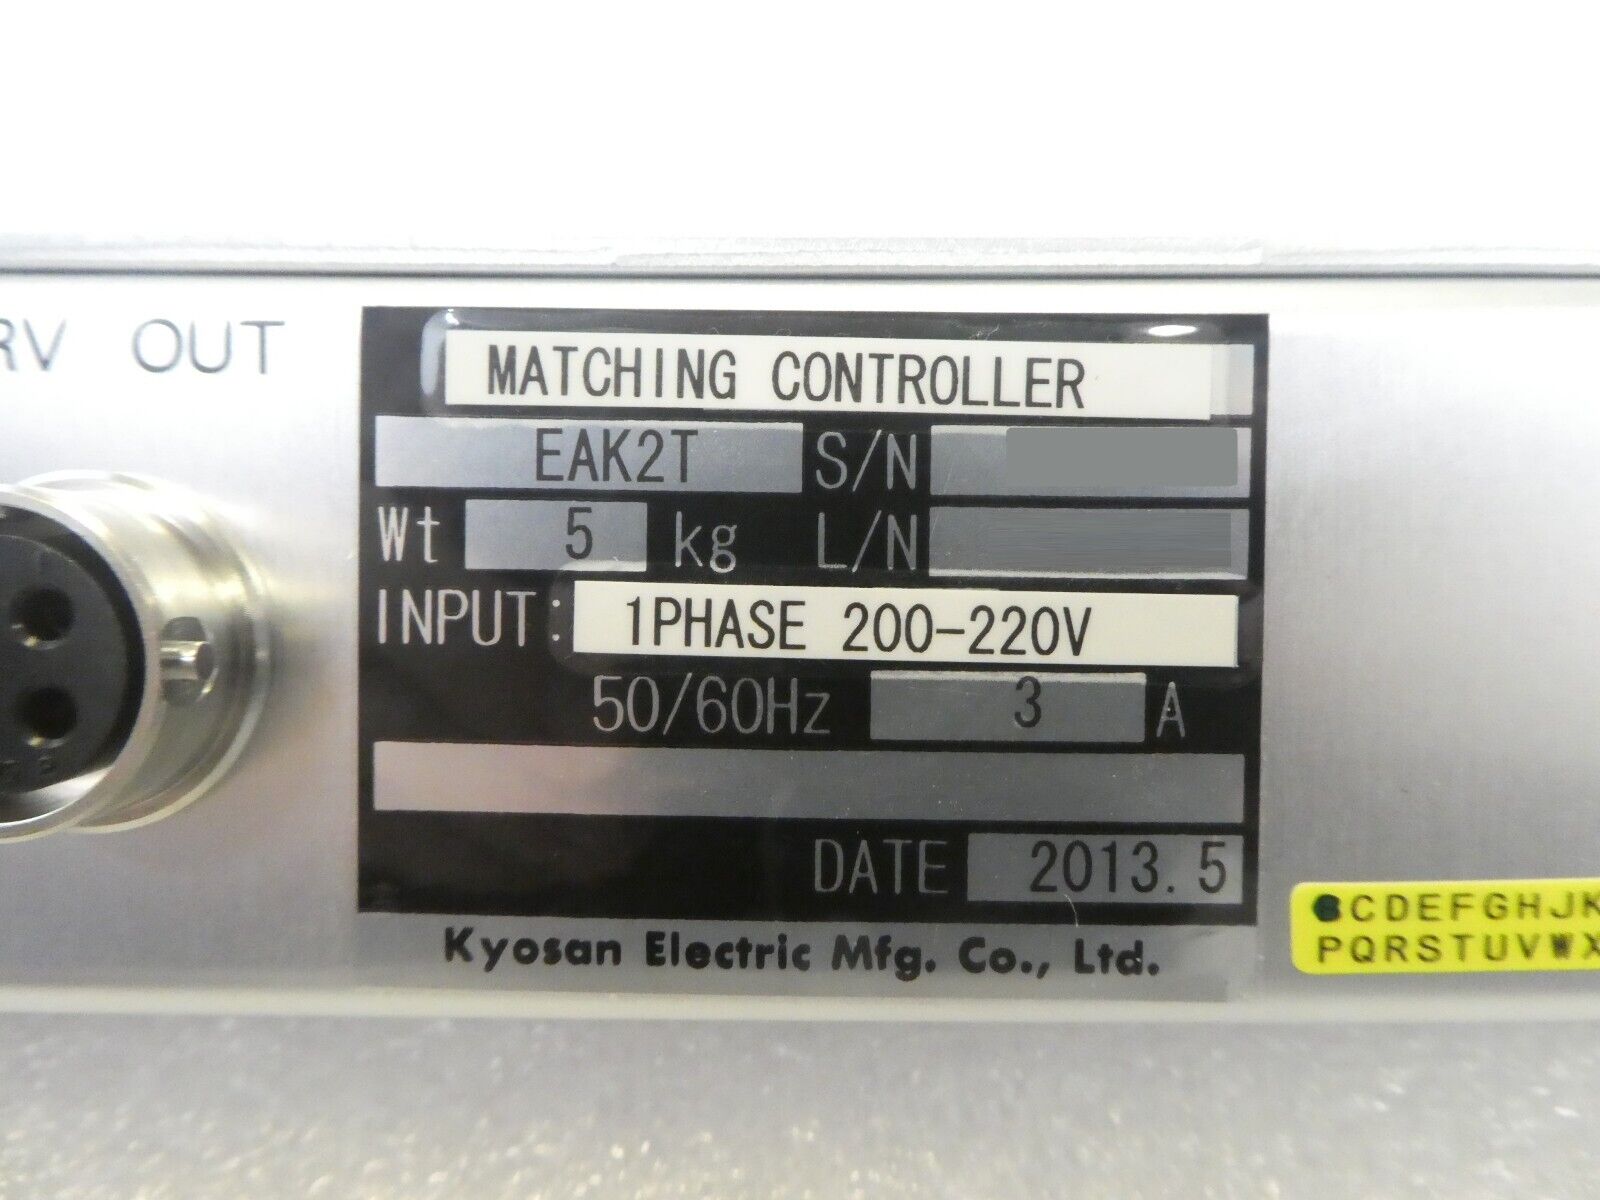 RV OUT
MATCHING CONTROLLER
EAK2T S/N
Wt 5 kg L/N
INPUT: 1PHASE 200-220V
50/60Hz 3 A
DATE 2013.5
Kyosan Electric Mfg. Co., Ltd.
CDEFGHJK
PQRSTUVWX